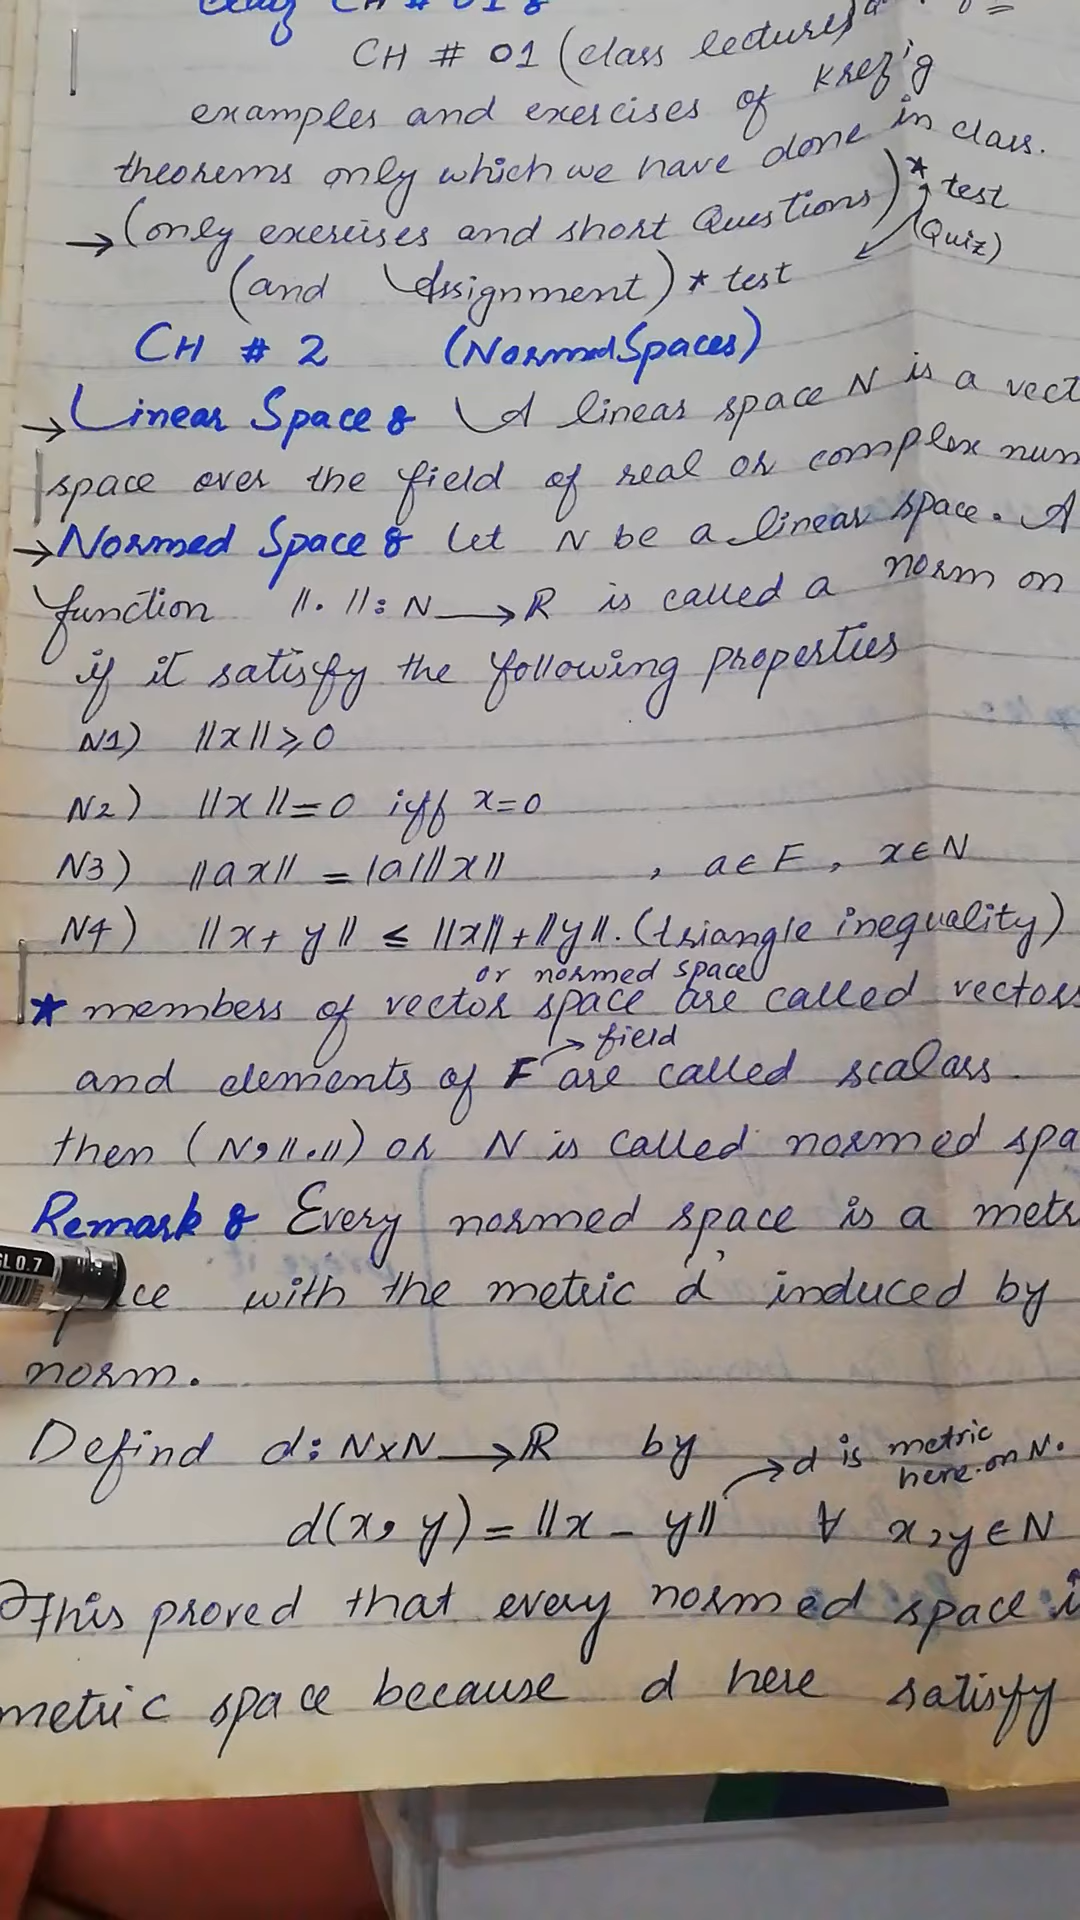 CH # 01
CH # 01 (class lectures)
examples and exercises of
theorems only which we have done in class.
→ (only exercises and short Questions) * test
(Quiz)
(and Assignment) * test
CH # 2 (Normed Spaces)
→ Linear Space: A linear space N is a vect
space over the field of real or complex num
→ Normed Space: Let N be a linear space. A
function ||.||: N → R is called a norm on
if it satisfy the following properties
N1) ||x|| ≥ 0
N2) ||x|| = 0 iff x=0
N3) ||ax|| = |a| ||x|| , a ∈ F, x ∈ N
N4) ||x + y|| ≤ ||x|| + ||y||. (triangle inequality)
or normed space
* members of vector space are called vectors
→ field
and elements of F are called scalars.
then (N, ||.||) or N is called normed spa
Remark: Every normed space is a metr
GL 0.7
with the metric d induced by
norm.
Defind d: N×N → R by
→ d is metric
here on N.
d(x, y) = ||x - y|| ∀ x, y ∈ N
This proved that every normed space i
metric space because d here satisfy